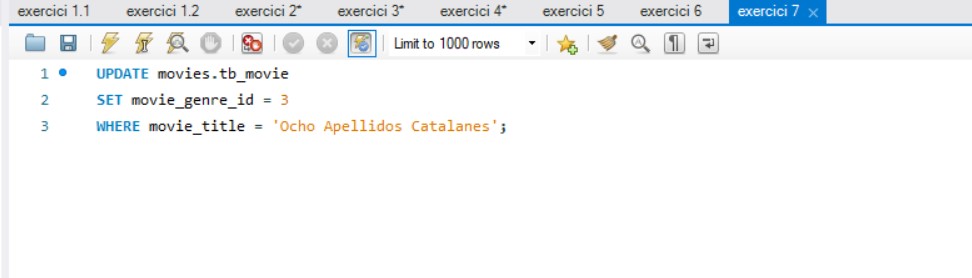 exercici 1.1 exercici 1.2 exercici 2* exercici 3* exercici 4* exercici 5 exercici 6 exercici 7
Limit to 1000 rows
1 UPDATE movies.tb_movie
2 SET movie_genre_id = 3
3 WHERE movie_title = 'Ocho Apellidos Catalanes';